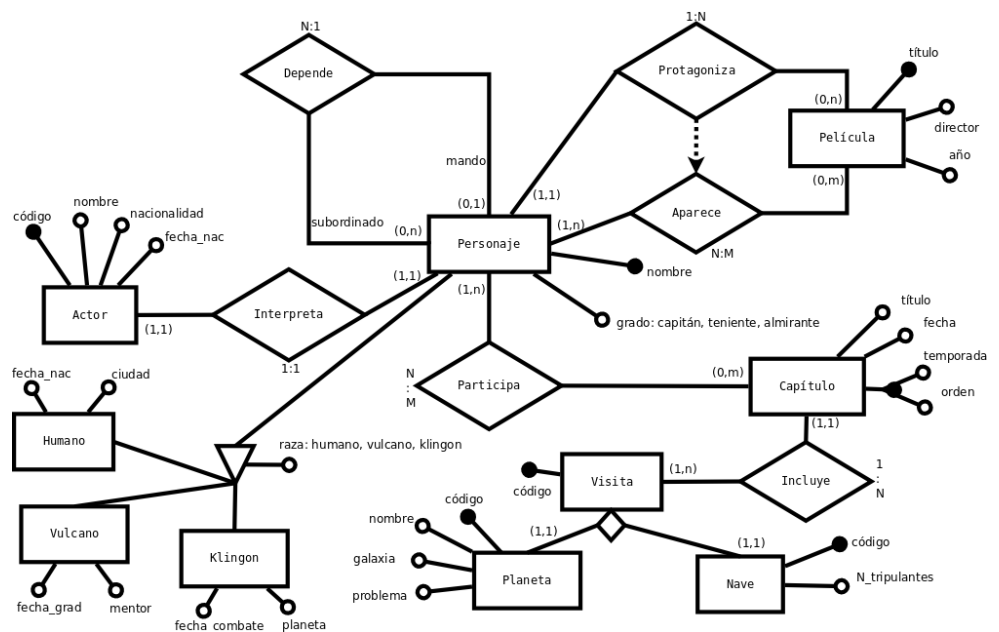 N:1
Depende
mando
subordinado
(0,1)
(0,n)
1:N
Protagoniza
(0,n)
(1,1)
título
Película
director
año
(0,m)
Aparece
(1,n)
N:M
Personaje
nombre
grado: capitán, teniente, almirante
código
nombre
nacionalidad
fecha_nac
Actor
(1,1)
Interpreta
1:1
(1,1)
(1,n)
N
:
M
Participa
(0,m)
título
fecha
temporada
orden
Capítulo
(1,1)
Incluye
1
:
N
(1,n)
Visita
código
fecha_nac
ciudad
Humano
raza: humano, vulcano, klingon
Vulcano
fecha_grad
mentor
Klingon
fecha_combate
planeta
(1,1)
(1,1)
código
nombre
galaxia
problema
Planeta
Nave
código
N_tripulantes